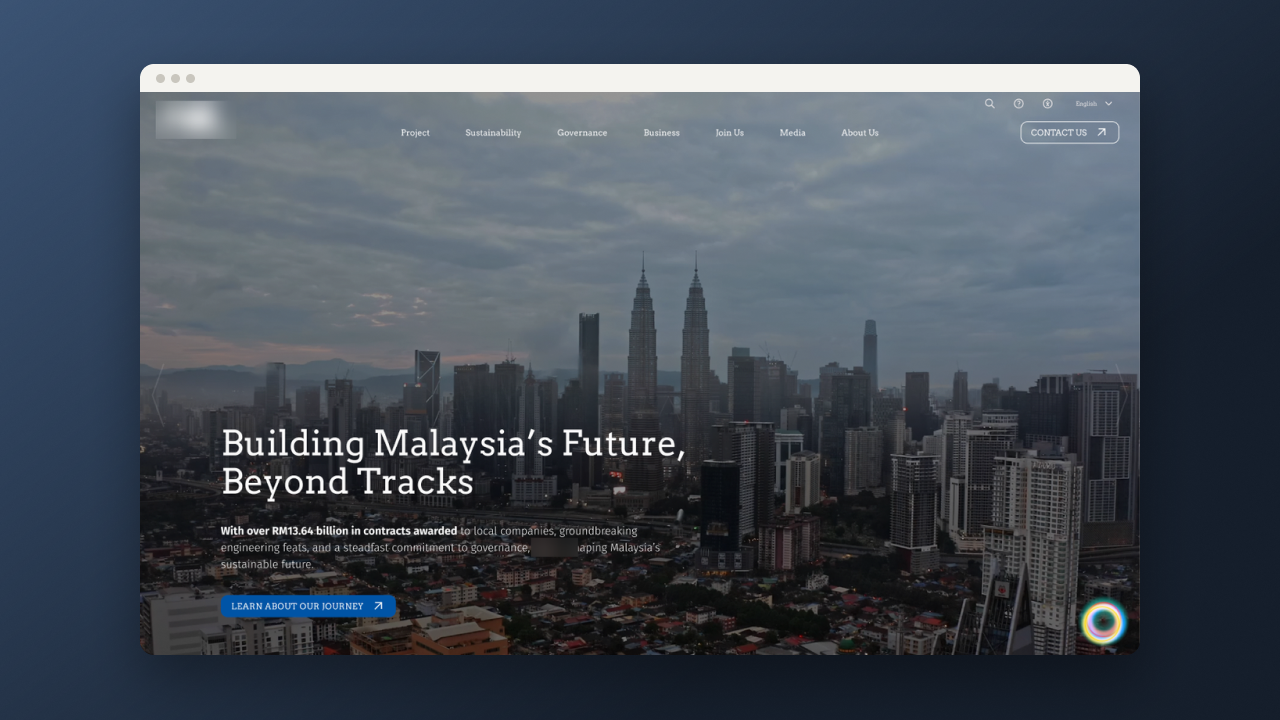 English
Project Sustainability Governance Business Join Us Media About Us
CONTACT US
Building Malaysia’s Future,
Beyond Tracks
With over RM13.64 billion in contracts awarded to local companies, groundbreaking
engineering feats, and a steadfast commitment to governance, haping Malaysia's
sustainable future.
LEARN ABOUT OUR JOURNEY